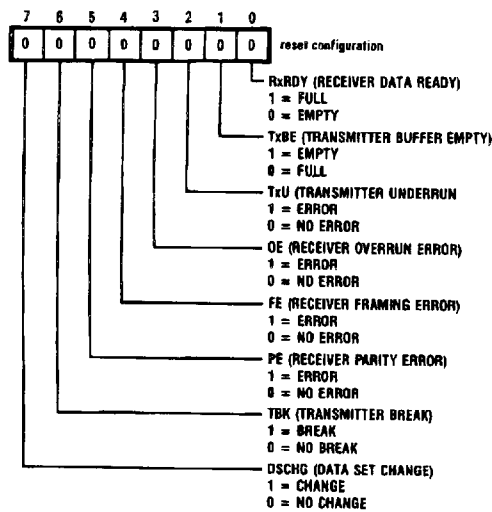 7 6 5 4 3 2 1 0
0 0 0 0 0 0 0 0 reset configuration
RxRDY (RECEIVER DATA READY)
1 = FULL
0 = EMPTY
TxBE (TRANSMITTER BUFFER EMPTY)
1 = EMPTY
0 = FULL
TxU (TRANSMITTER UNDERRUN
1 = ERROR
0 = NO ERROR
OE (RECEIVER OVERRUN ERROR)
1 = ERROR
0 = NO ERROR
FE (RECEIVER FRAMING ERROR)
1 = ERROR
0 = NO ERROR
PE (RECEIVER PARITY ERROR)
1 = ERROR
0 = NO ERROR
TBK (TRANSMITTER BREAK)
1 = BREAK
0 = NO BREAK
DSCHG (DATA SET CHANGE)
1 = CHANGE
0 = NO CHANGE